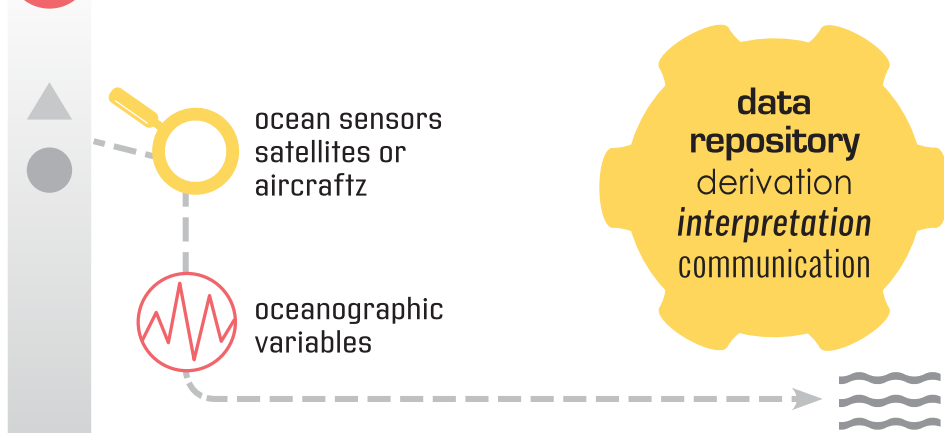 ocean sensors
satellites or
aircraftz
oceanographic
variables
data
repository
derivation
interpretation
communication